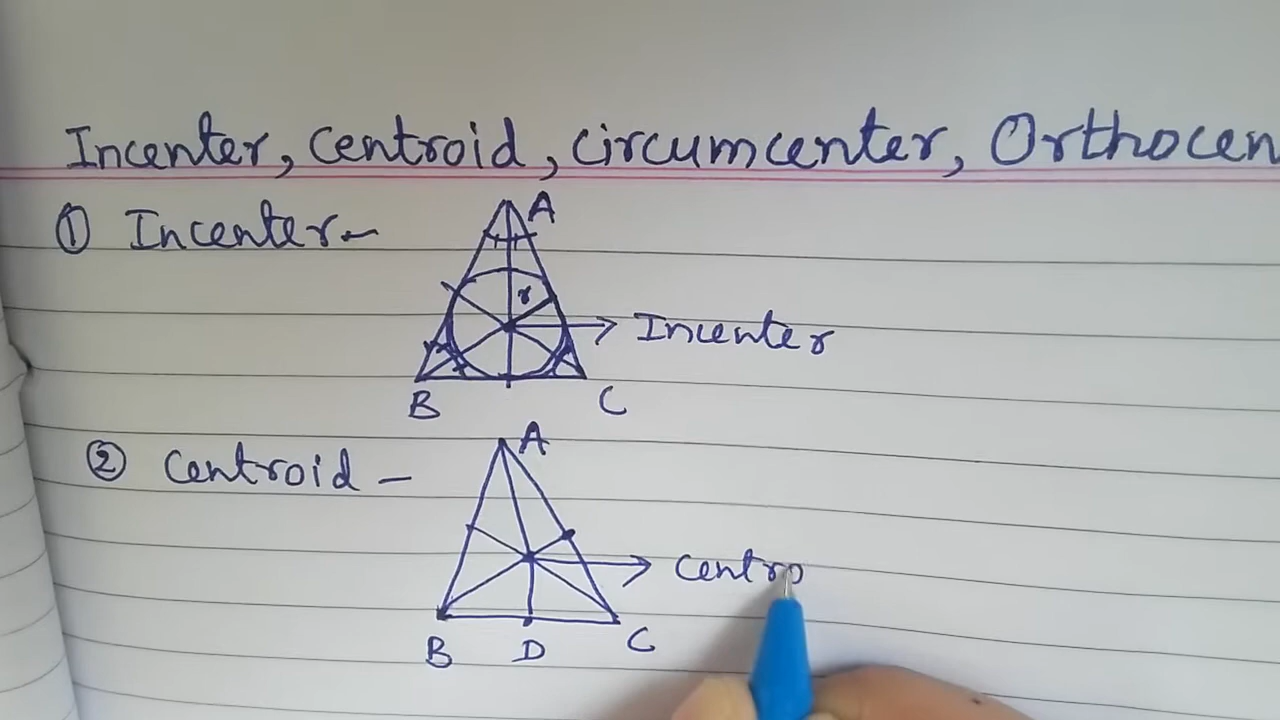 Incenter, Centroid, circumcenter, Orthocen
① Incenter-
A
r
Incenter
B C
② Centroid -
A
Centro
B D C